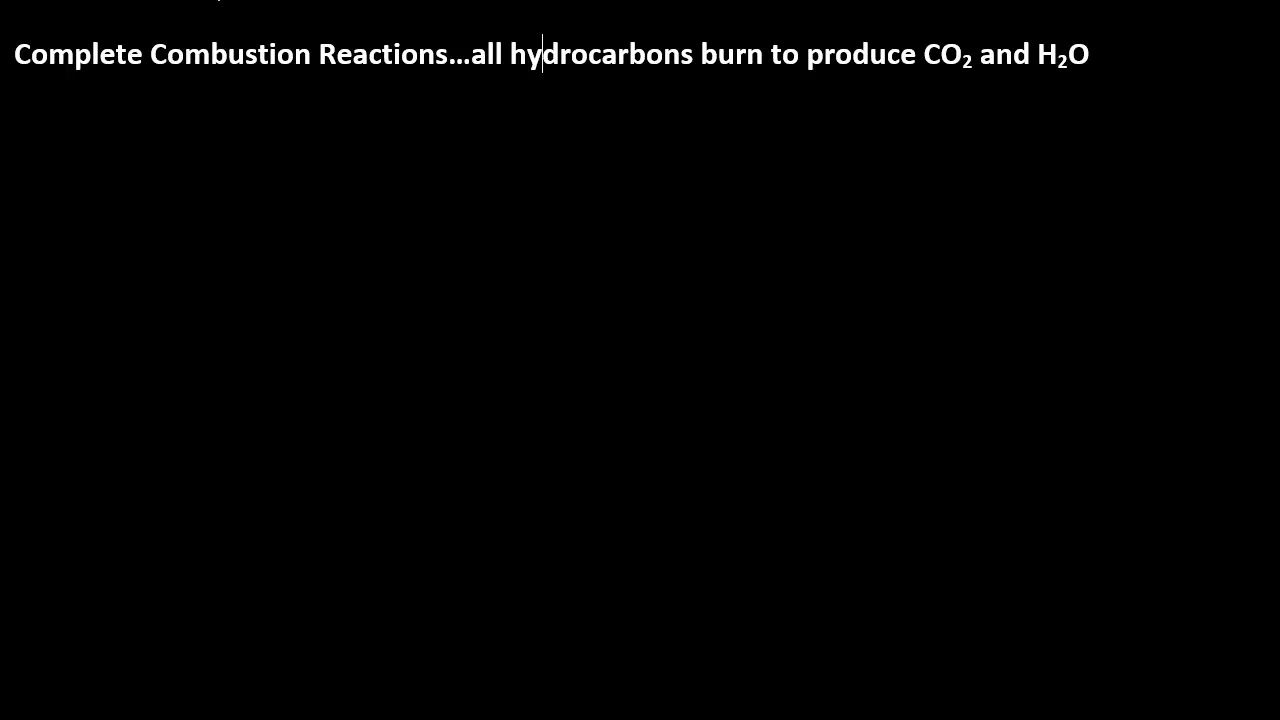 Complete Combustion Reactions…all hydrocarbons burn to produce CO₂ and H₂O